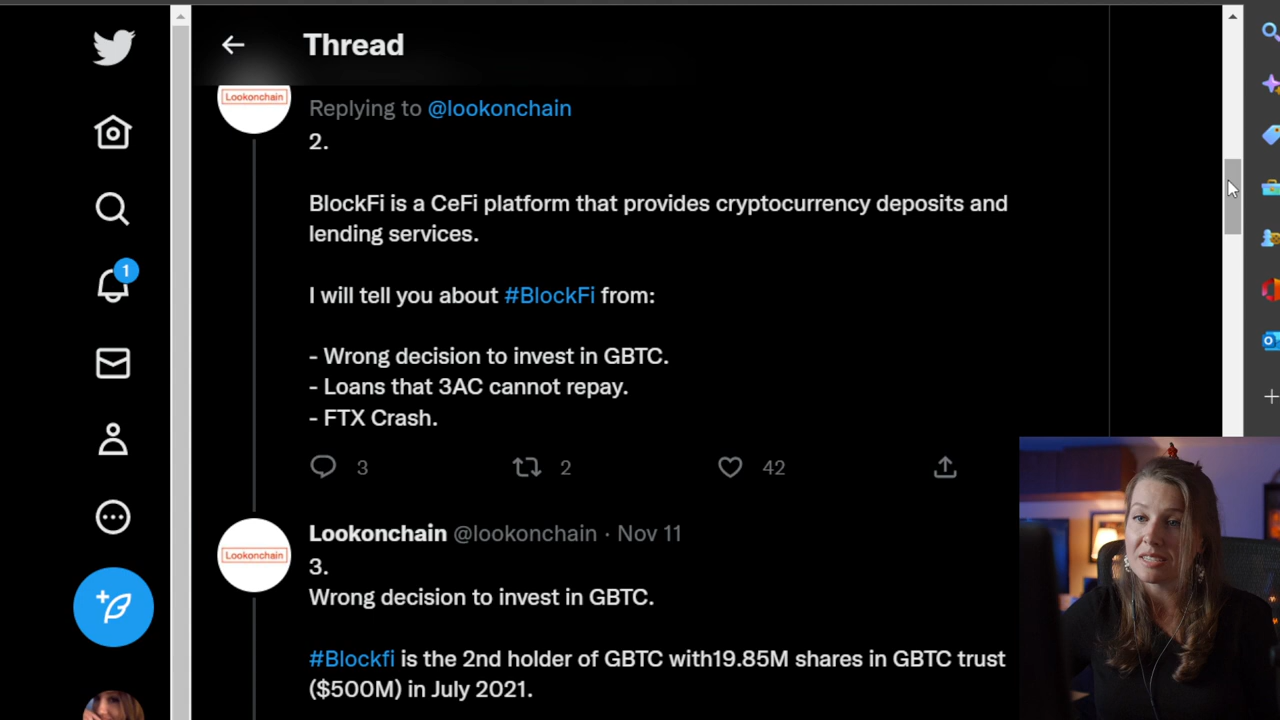 Thread
Lookonchain
Replying to @lookonchain
2.
BlockFi is a CeFi platform that provides cryptocurrency deposits and
lending services.
I will tell you about #BlockFi from:
- Wrong decision to invest in GBTC.
- Loans that 3AC cannot repay.
- FTX Crash.
3 2 42
1
Lookonchain
Lookonchain @lookonchain · Nov 11
3.
Wrong decision to invest in GBTC.
#Blockfi is the 2nd holder of GBTC with19.85M shares in GBTC trust
($500M) in July 2021.